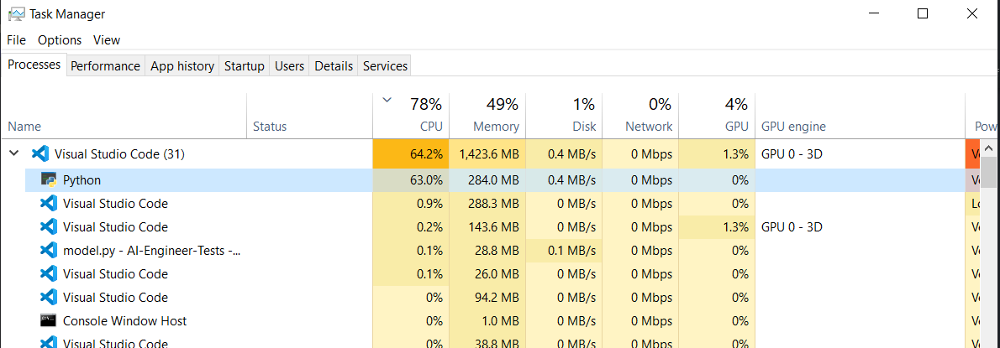 Task Manager
File Options View
Processes Performance App history Startup Users Details Services
78% 49% 1% 0% 4%
Name Status CPU Memory Disk Network GPU GPU engine Pow
Visual Studio Code (31) 64.2% 1,423.6 MB 0.4 MB/s 0 Mbps 1.3% GPU 0 - 3D
Python 63.0% 284.0 MB 0.4 MB/s 0 Mbps 0%
Visual Studio Code 0.9% 288.3 MB 0 MB/s 0 Mbps 0%
Visual Studio Code 0.2% 143.6 MB 0 MB/s 0 Mbps 1.3% GPU 0 - 3D
model.py - AI-Engineer-Tests -... 0.1% 28.8 MB 0.1 MB/s 0 Mbps 0%
Visual Studio Code 0.1% 26.0 MB 0 MB/s 0 Mbps 0%
Visual Studio Code 0% 94.2 MB 0 MB/s 0 Mbps 0%
Console Window Host 0% 1.0 MB 0 MB/s 0 Mbps 0%
Visual Studio Code 0% 38.8 MB 0 MB/s 0 Mbps 0%